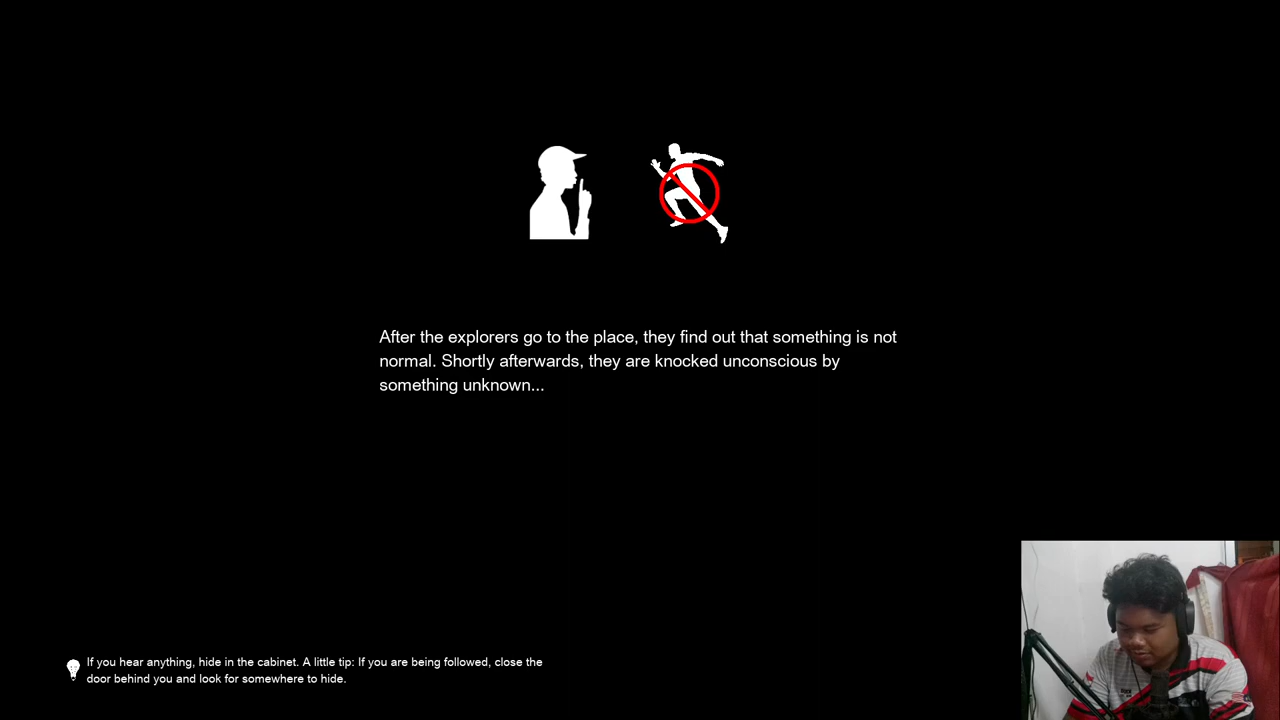 After the explorers go to the place, they find out that something is not
normal. Shortly afterwards, they are knocked unconscious by
something unknown...
If you hear anything, hide in the cabinet. A little tip: If you are being followed, close the
door behind you and look for somewhere to hide.